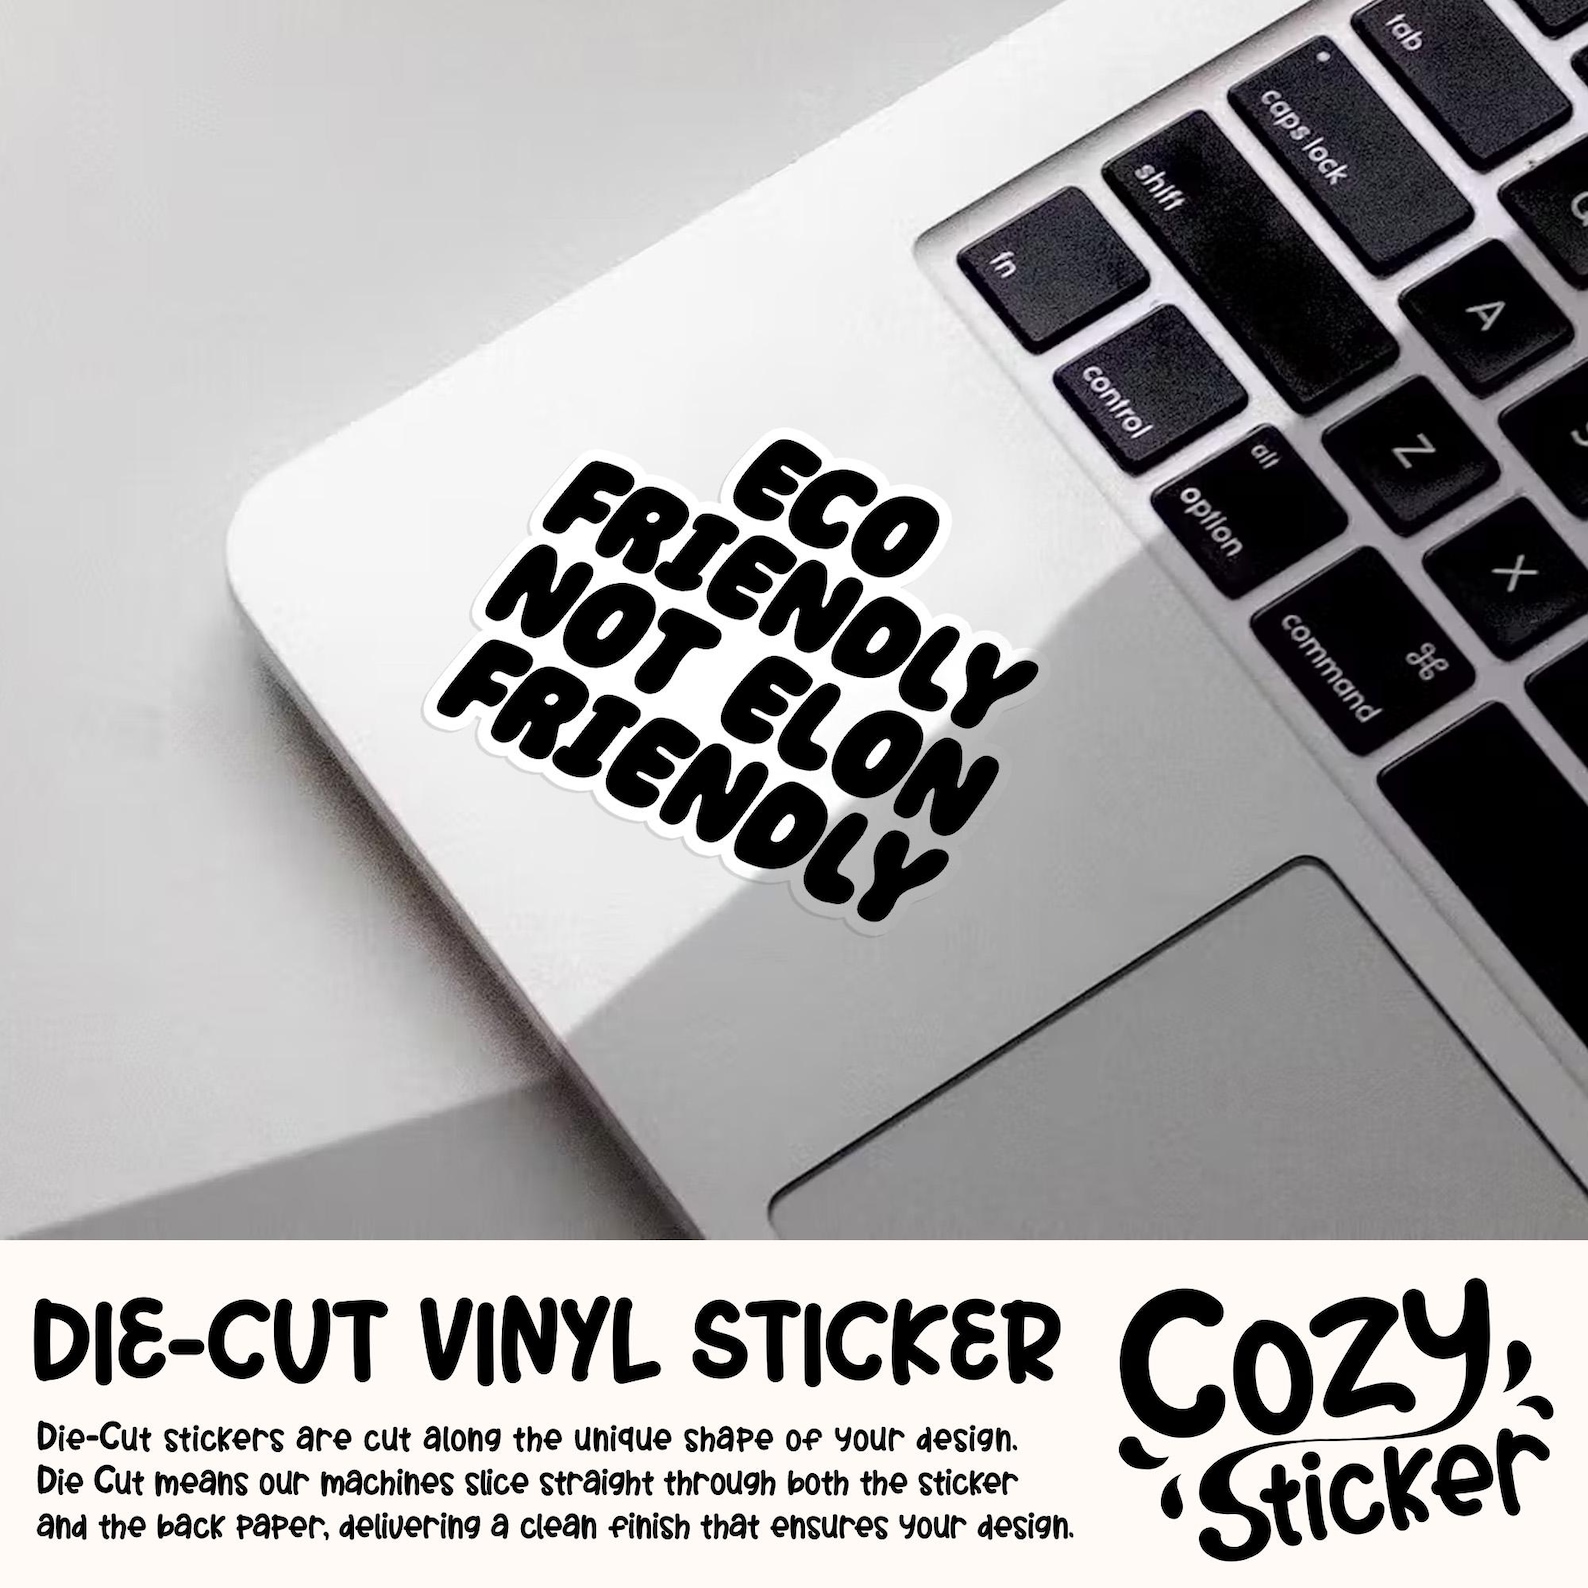 tab
caps lock
shift
fn
A
control
Z
alt
option
X
command ⌘
ECO
FRIENDLY
NOT ELON
FRIENDLY
DIE-CUT VINYL STICKER
Die-Cut stickers are cut along the unique shape of your design.
Die Cut means our machines slice straight through both the sticker
and the back paper, delivering a clean finish that ensures your design.
Cozy
Sticker